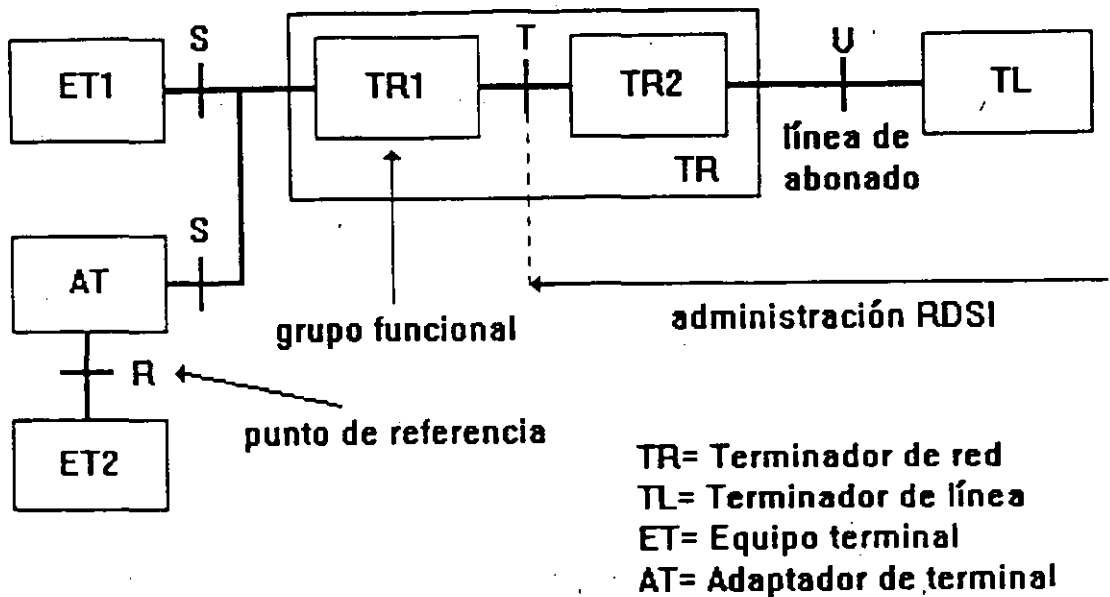 ET1
S
TR1
T
TR2
U
TL
TR
línea de
abonado
AT
S
grupo funcional
administración RDSI
R
punto de referencia
ET2
TR= Terminador de red
TL= Terminador de línea
ET= Equipo terminal
AT= Adaptador de terminal